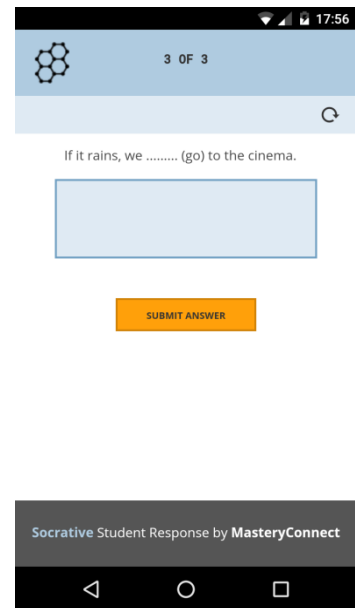 17:56
3 OF 3
If it rains, we ......... (go) to the cinema.
SUBMIT ANSWER
Socrative Student Response by MasteryConnect